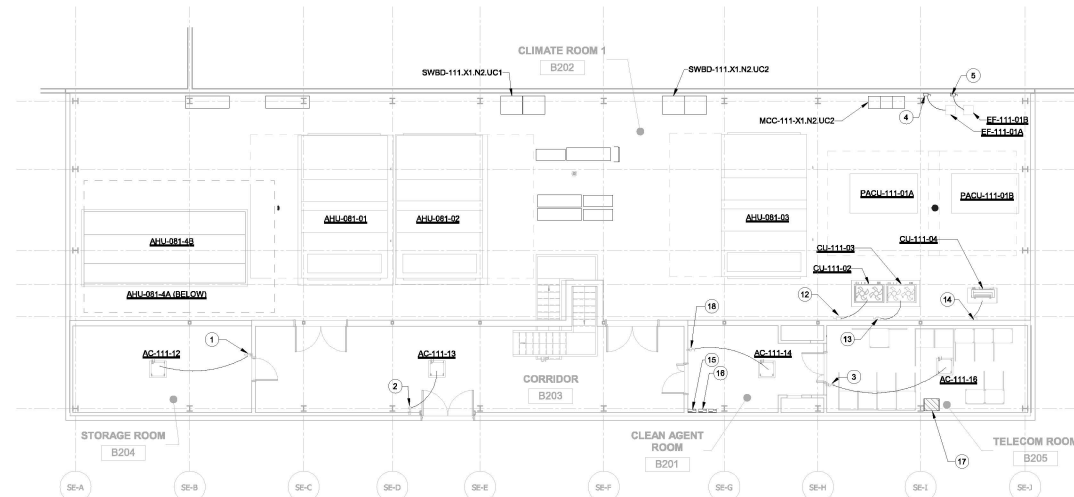 CLIMATE ROOM 1
B202
SWBD-111.X1.N2.UC1
SWBD-111.X1.N2.UC2
5
4
MCC-111-X1.N2.UC2
EF-111-01B
EF-111-01A
PACU-111-01A
PACU-111-01B
AHU-081-01
AHU-081-02
AHU-081-03
AHU-081-4B
CU-111-03
CU-111-04
CU-111-02
AHU-081-4A (BELOW)
12
18
14
13
1
AC-111-12
AC-111-13
AC-111-14
15
16
3
AC-111-16
2
CORRIDOR
B203
STORAGE ROOM
B204
CLEAN AGENT
ROOM
B201
TELECOM ROOM
B205
17
SE-A
SE-B
SE-C
SE-D
SE-E
SE-F
SE-G
SE-H
SE-I
SE-J